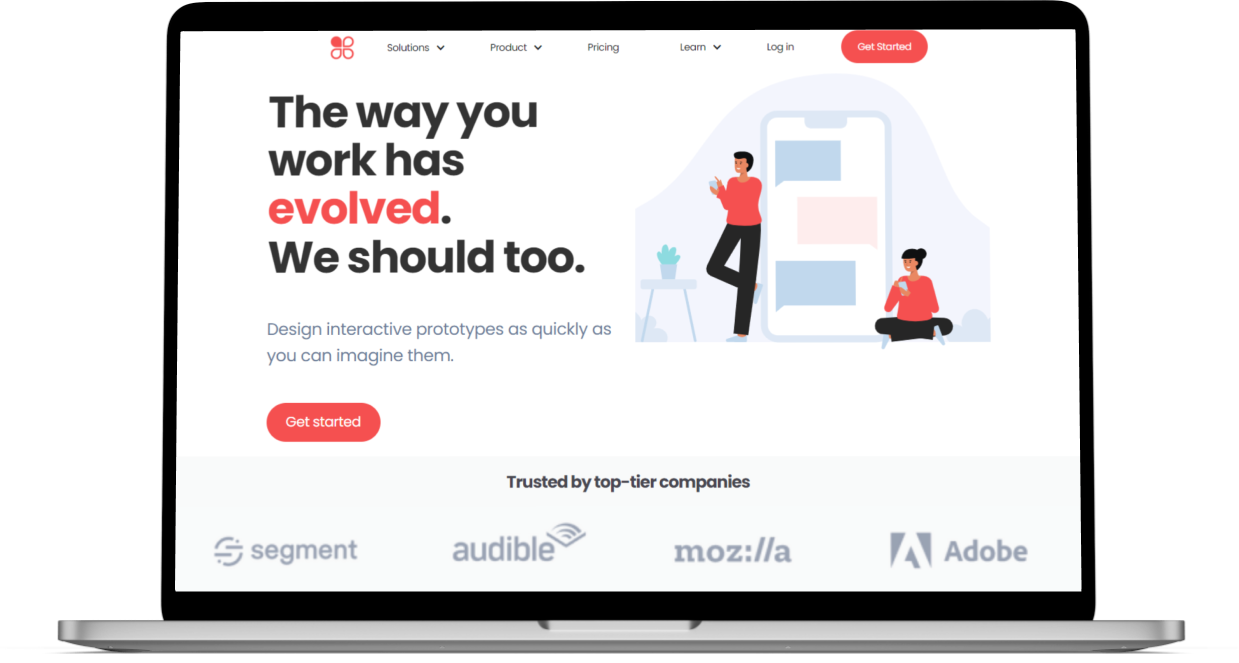 Solutions Product Pricing Learn Log in Get Started
The way you
work has
evolved.
We should too.
Design interactive prototypes as quickly as
you can imagine them.
Get started
Trusted by top-tier companies
segment audible moz://a Adobe